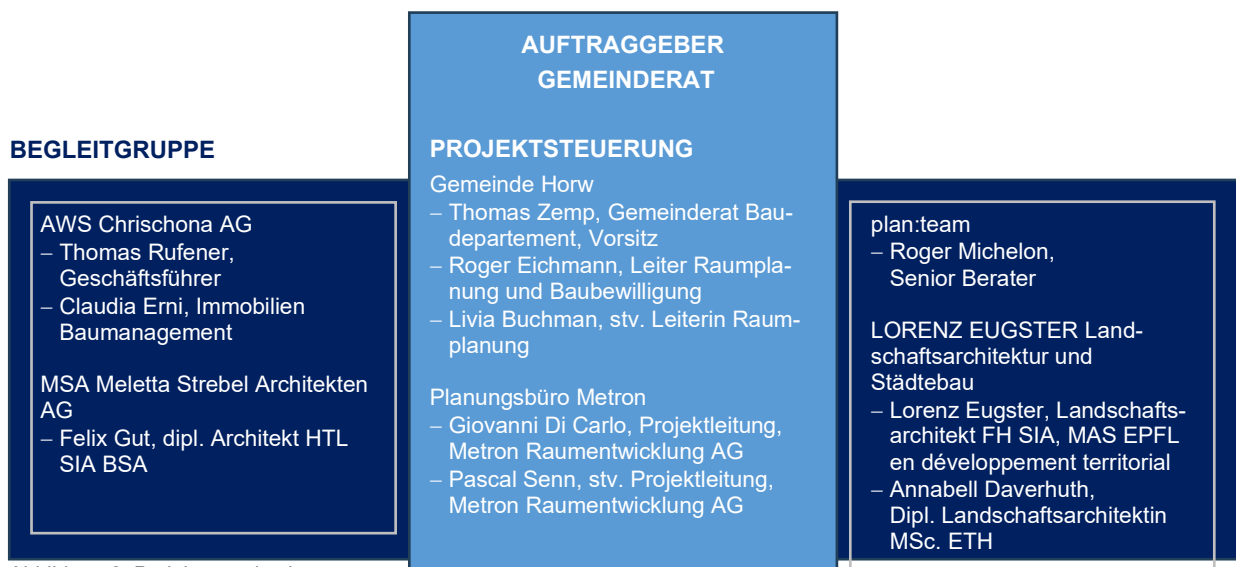 AUFTRAGGEBER
GEMEINDERAT
BEGLEITGRUPPE
AWS Chrischona AG
– Thomas Rufener,
Geschäftsführer
– Claudia Erni, Immobilien
Baumanagement
MSA Meletta Strebel Architekten
AG
– Felix Gut, dipl. Architekt HTL
SIA BSA
PROJEKTSTEUERUNG
Gemeinde Horw
– Thomas Zemp, Gemeinderat Bau-
departement, Vorsitz
– Roger Eichmann, Leiter Raumpla-
nung und Baubewilligung
– Livia Buchman, stv. Leiterin Raum-
planung
Planungsbüro Metron
– Giovanni Di Carlo, Projektleitung,
Metron Raumentwicklung AG
– Pascal Senn, stv. Projektleitung,
Metron Raumentwicklung AG
plan:team
– Roger Michelon,
Senior Berater
LORENZ EUGSTER Land-
schaftsarchitektur und
Städtebau
– Lorenz Eugster, Landschafts-
architekt FH SIA, MAS EPFL
en développement territorial
– Annabell Daverhuth,
Dipl. Landschaftsarchitektin
MSc. ETH